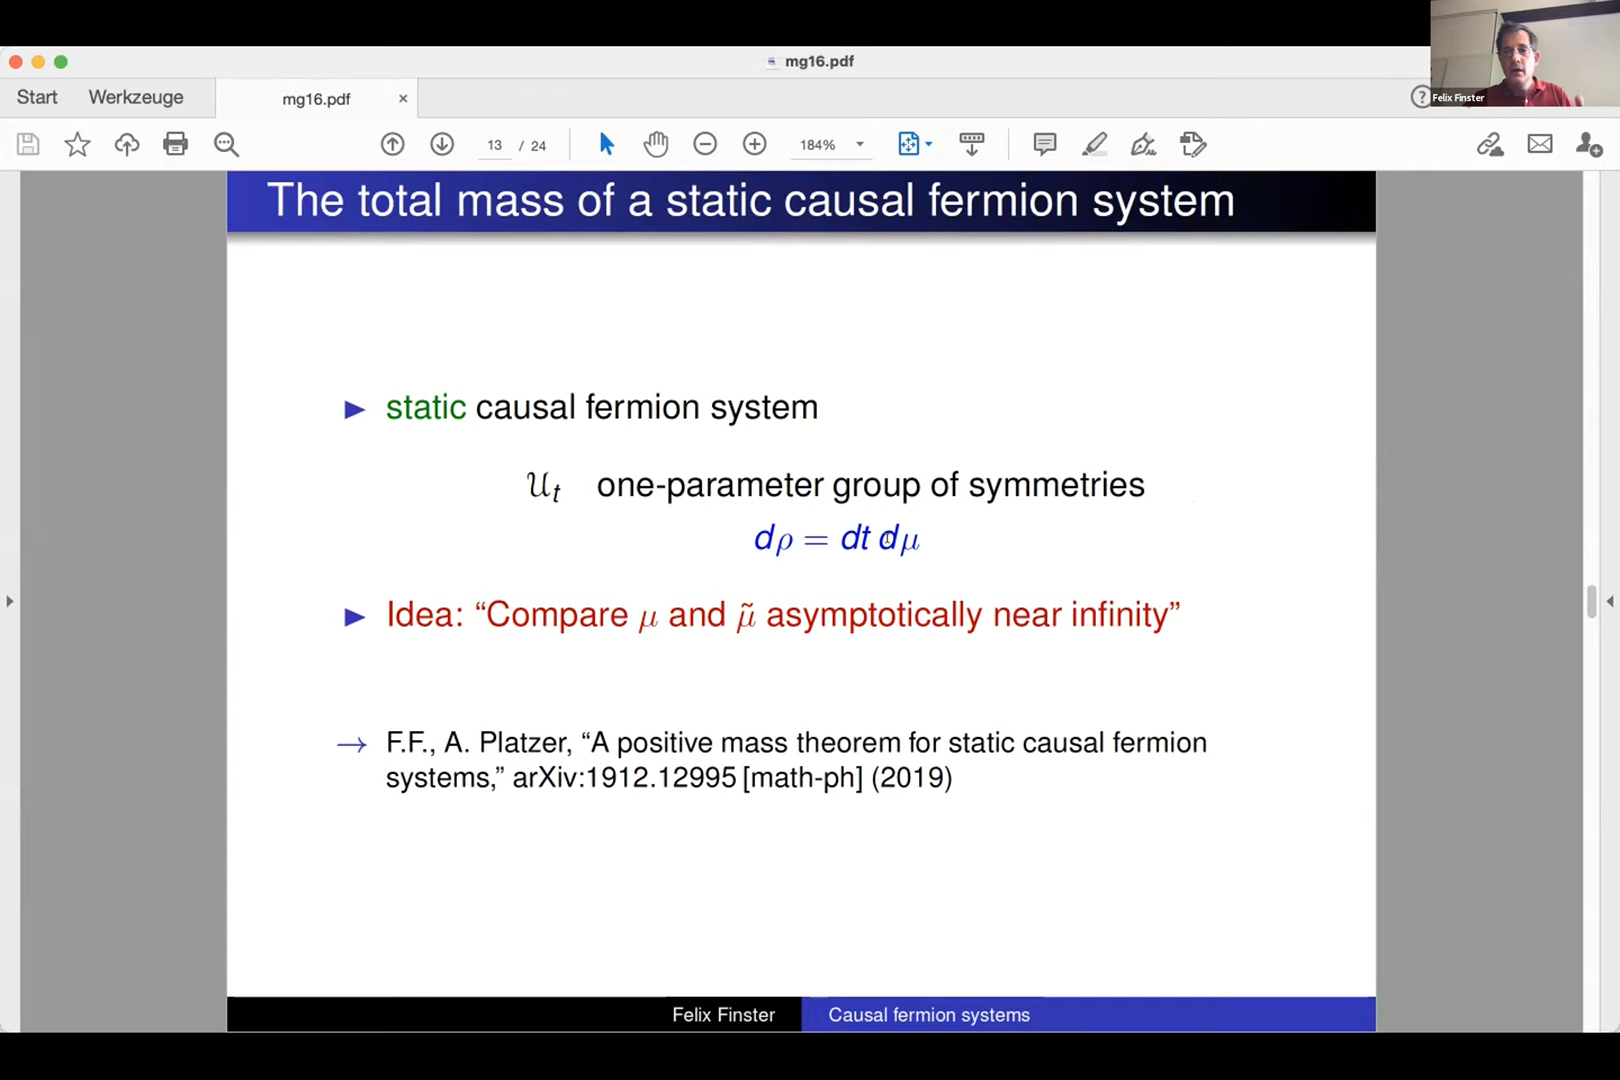 mg16.pdf
Start Werkzeuge mg16.pdf ×
Felix Finster
13 / 24 184%
The total mass of a static causal fermion system
► static causal fermion system
𝒰ₜ one-parameter group of symmetries
dρ = dt dμ
► Idea: “Compare μ and μ̃ asymptotically near infinity”
→ F.F., A. Platzer, “A positive mass theorem for static causal fermion
systems,” arXiv:1912.12995 [math-ph] (2019)
Felix Finster Causal fermion systems